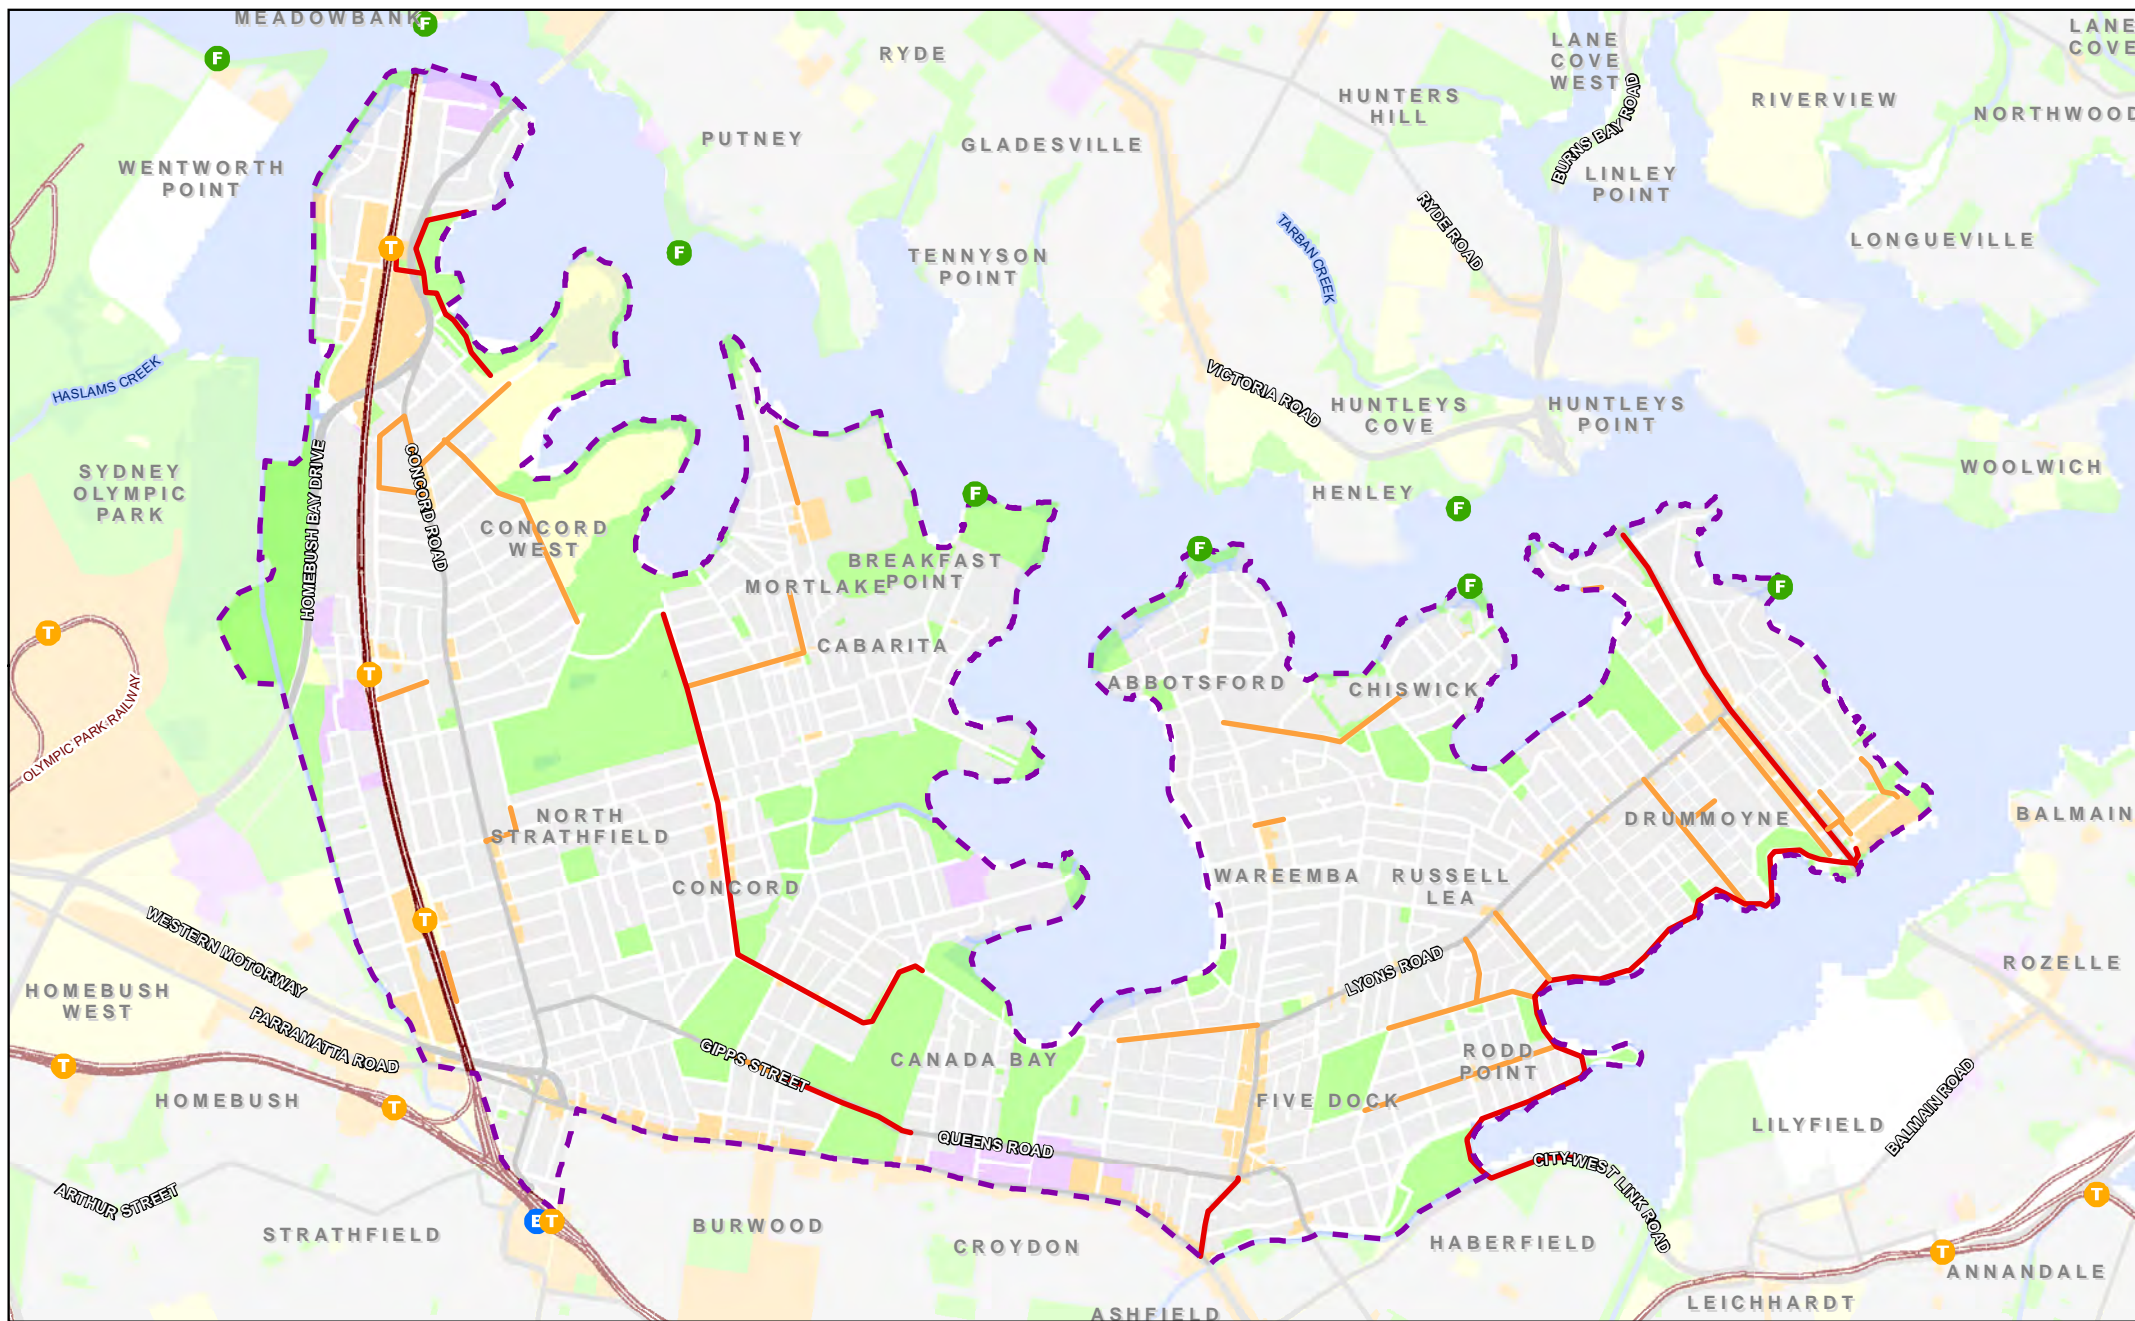 MEADOWBANK
F
F
RYDE
LANE
COVE
WEST
LANE
COVE
HUNTERS
HILL
BURNS BAY ROAD
RIVERVIEW
NORTHWOOD
WENTWORTH
POINT
PUTNEY
GLADESVILLE
LINLEY
POINT
RYDE ROAD
TARBAN CREEK
T
F
TENNYSON
POINT
LONGUEVILLE
HASLAMS CREEK
VICTORIA ROAD
HUNTLEYS
COVE
HUNTLEYS
POINT
SYDNEY
OLYMPIC
PARK
HOMEBUSH BAY DRIVE
CONCORD ROAD
WOOLWICH
HENLEY
F
F
CONCORD
WEST
F
BREAKFAST
POINT
MORTLAKE
F
F
T
CABARITA
T
ABBOTSFORD
CHISWICK
OLYMPIC PARK RAILWAY
NORTH
STRATHFIELD
DRUMMOYNE
BALMAIN
CONCORD
WAREEMBA
RUSSELL
LEA
T
WESTERN MOTORWAY
LYONS ROAD
ROZELLE
HOMEBUSH
WEST
PARRAMATTA ROAD
T
GIPPS STREET
CANADA BAY
RODD
POINT
HOMEBUSH
T
FIVE DOCK
BALMAIN ROAD
LILYFIELD
QUEENS ROAD
CITY-WEST LINK ROAD
ARTHUR STREET
T
STRATHFIELD
B
T
BURWOOD
CROYDON
HABERFIELD
T
ANNANDALE
LEICHHARDT
ASHFIELD